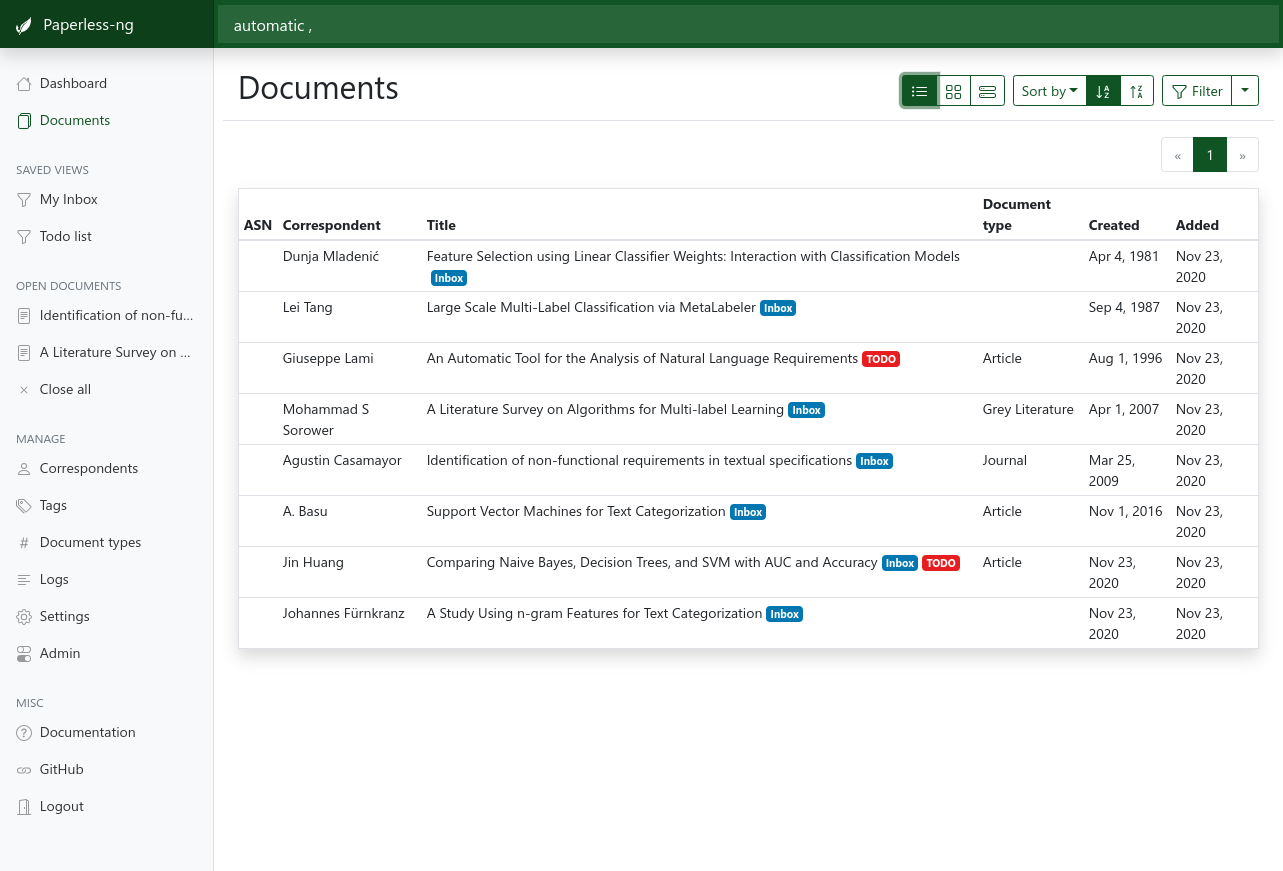 Paperless-ng
automatic ,
Dashboard
Documents
SAVED VIEWS
My Inbox
Todo list
OPEN DOCUMENTS
Identification of non-fu...
A Literature Survey on ...
Close all
MANAGE
Correspondents
Tags
Document types
Logs
Settings
Admin
MISC
Documentation
GitHub
Logout
Documents
Sort by
Filter
« 1 »
ASN Correspondent Title Document type Created Added
Dunja Mladenić Feature Selection using Linear Classifier Weights: Interaction with Classification Models Inbox Apr 4, 1981 Nov 23, 2020
Lei Tang Large Scale Multi-Label Classification via MetaLabeler Inbox Sep 4, 1987 Nov 23, 2020
Giuseppe Lami An Automatic Tool for the Analysis of Natural Language Requirements TODO Article Aug 1, 1996 Nov 23, 2020
Mohammad S Sorower A Literature Survey on Algorithms for Multi-label Learning Inbox Grey Literature Apr 1, 2007 Nov 23, 2020
Agustin Casamayor Identification of non-functional requirements in textual specifications Inbox Journal Mar 25, 2009 Nov 23, 2020
A. Basu Support Vector Machines for Text Categorization Inbox Article Nov 1, 2016 Nov 23, 2020
Jin Huang Comparing Naive Bayes, Decision Trees, and SVM with AUC and Accuracy Inbox TODO Article Nov 23, 2020 Nov 23, 2020
Johannes Fürnkranz A Study Using n-gram Features for Text Categorization Inbox Nov 23, 2020 Nov 23, 2020